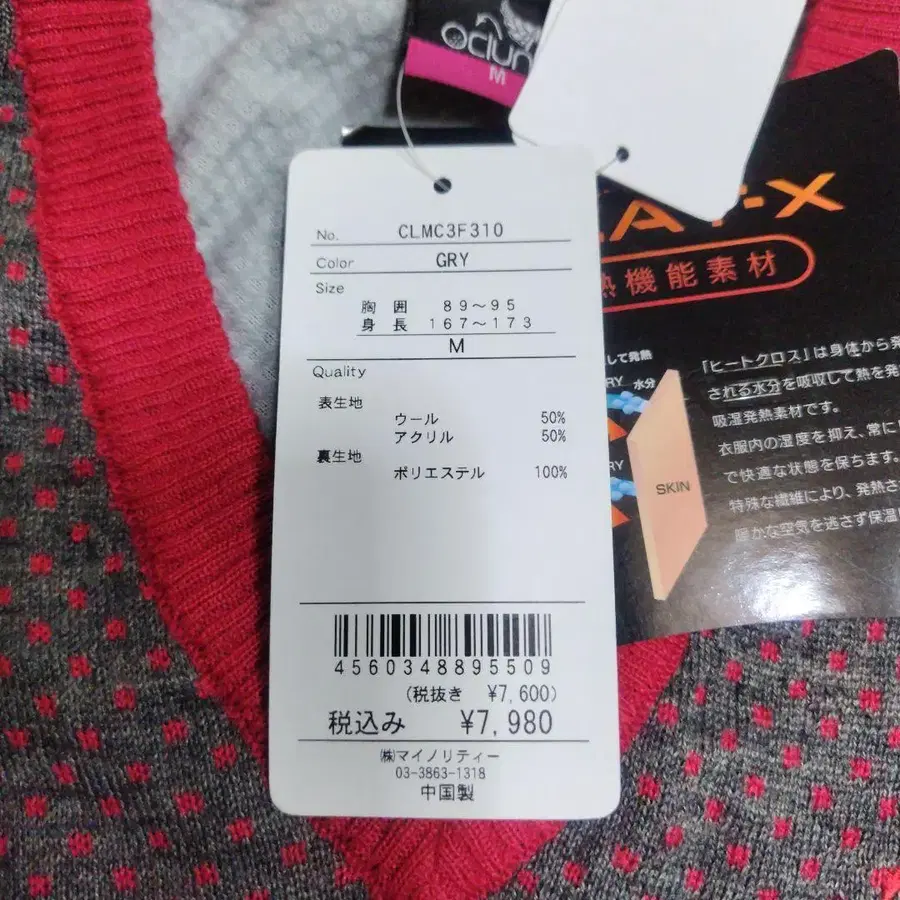 M
No. CLMC3F310
Color GRY
Size
胸 囲 89～95
身 長 167～173
M
Quality
表生地
ウール 50%
アクリル 50%
裏生地
ポリエステル 100%
4560348895509
(税抜き ¥7,600)
税込み ¥7,980
㈱マイノリティー
03-3863-1318
中国製
AT-X
熱機能素材
して発熱
RY 水分
RY
SKIN
「ヒートクロス」は身体から発
される水分を吸収して熱を発
吸湿発熱素材です。
衣服内の湿度を抑え、常に
で快適な状態を保ちます。
特殊な繊維により、発熱さ
暖かな空気を逃さず保温